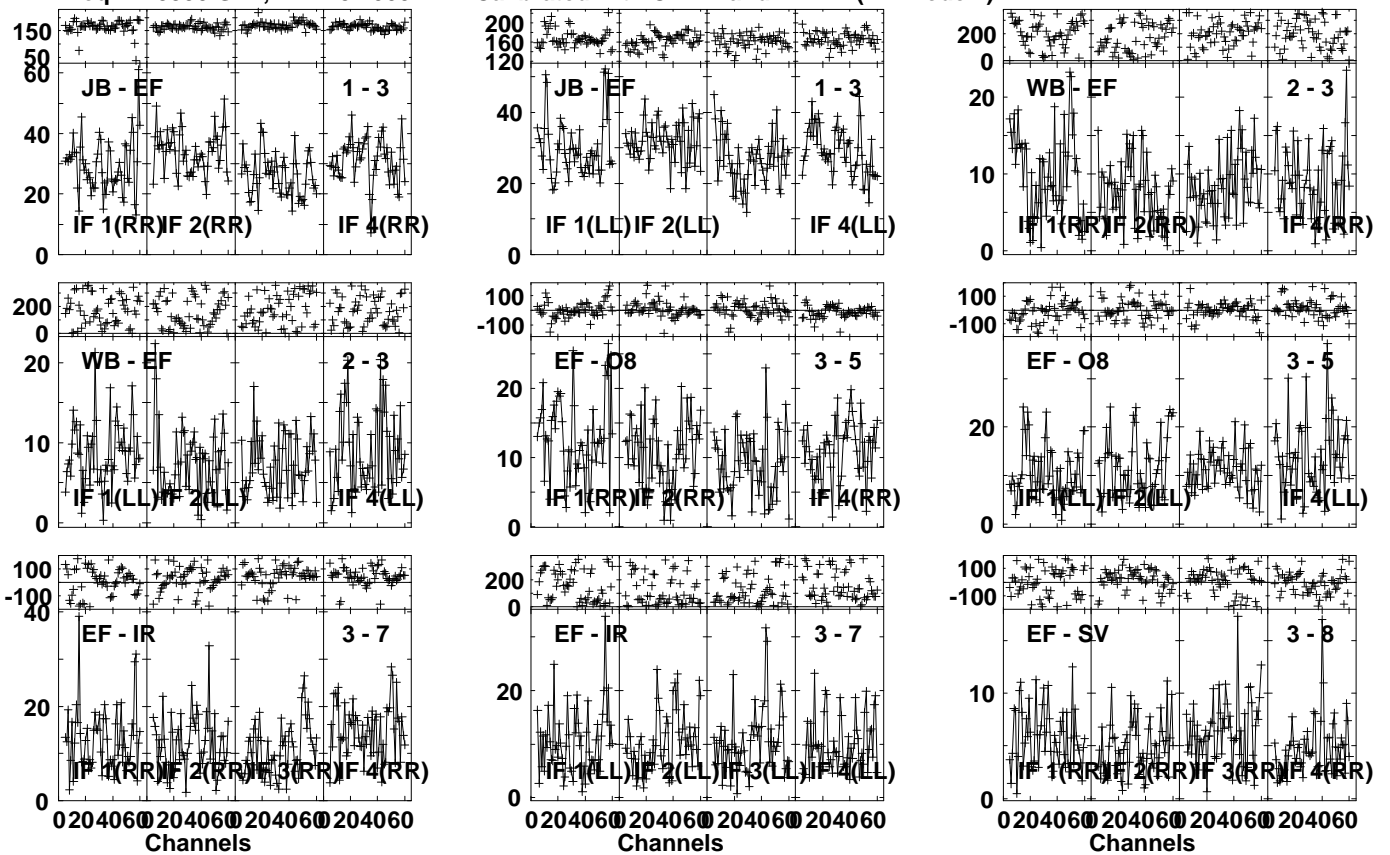 150
50
60
40
20
0
JB - EF
1 - 3
IF 1(RR)
IF 2(RR)
IF 4(RR)
200
160
120
40
20
0
JB - EF
1 - 3
IF 1(LL)
IF 2(LL)
IF 4(LL)
200
0
20
10
0
WB - EF
2 - 3
IF 1(RR)
IF 2(RR)
IF 4(RR)
200
0
20
10
0
WB - EF
2 - 3
IF 1(LL)
IF 2(LL)
IF 4(LL)
100
-100
20
10
0
EF - O8
3 - 5
IF 1(RR)
IF 2(RR)
IF 4(RR)
100
-100
20
0
EF - O8
3 - 5
IF 1(LL)
IF 2(LL)
IF 4(LL)
100
-100
40
20
0
EF - IR
3 - 7
IF 1(RR)
IF 2(RR)
IF 3(RR)
IF 4(RR)
0 20 40 60 0 20 40 60 0 20 40 60 0 20 40 60
Channels
200
0
20
0
EF - IR
3 - 7
IF 1(LL)
IF 2(LL)
IF 3(LL)
IF 4(LL)
0 20 40 60 0 20 40 60 0 20 40 60 0 20 40 60
Channels
100
-100
10
0
EF - SV
3 - 8
IF 1(RR)
IF 2(RR)
IF 3(RR)
IF 4(RR)
0 20 40 60 0 20 40 60 0 20 40 60 0 20 40 60
Channels